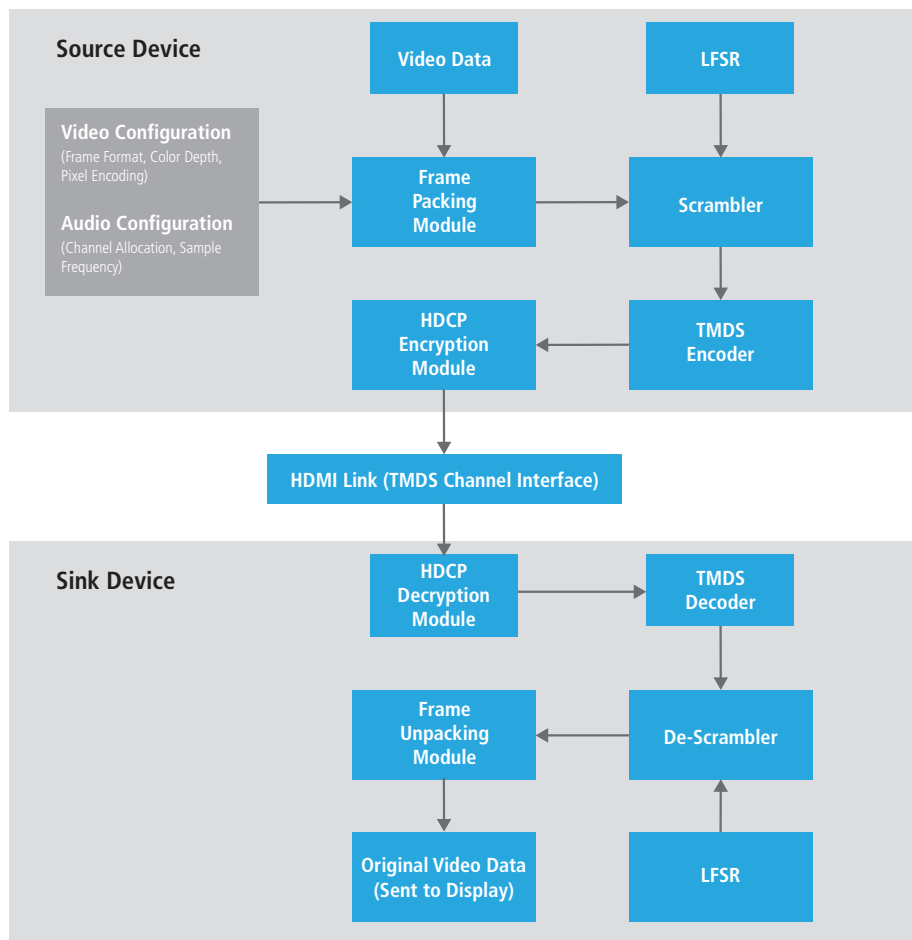 Source Device
Video Data
LFSR
Video Configuration
(Frame Format, Color Depth,
Pixel Encoding)
Audio Configuration
(Channel Allocation, Sample
Frequency)
Frame
Packing
Module
Scrambler
HDCP
Encryption
Module
TMDS
Encoder
HDMI Link (TMDS Channel Interface)
Sink Device
HDCP
Decryption
Module
TMDS
Decoder
Frame
Unpacking
Module
De-Scrambler
Original Video Data
(Sent to Display)
LFSR